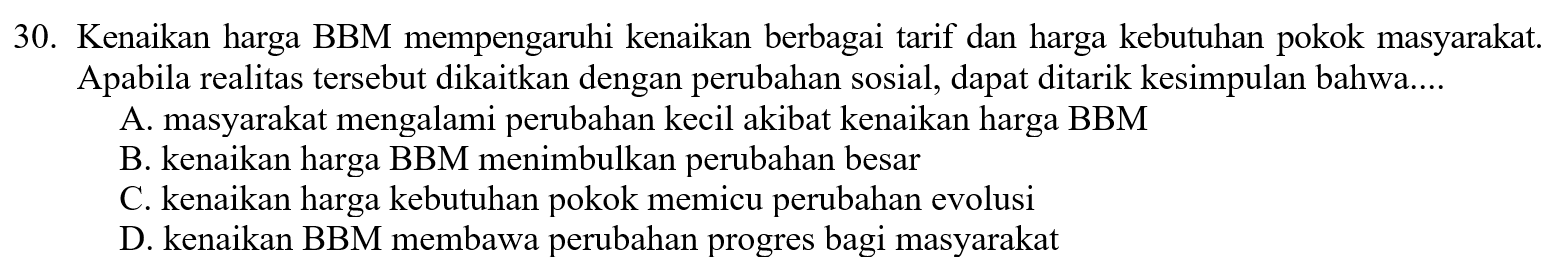 30. Kenaikan harga BBM mempengaruhi kenaikan berbagai tarif dan harga kebutuhan pokok masyarakat.
Apabila realitas tersebut dikaitkan dengan perubahan sosial, dapat ditarik kesimpulan bahwa....
A. masyarakat mengalami perubahan kecil akibat kenaikan harga BBM
B. kenaikan harga BBM menimbulkan perubahan besar
C. kenaikan harga kebutuhan pokok memicu perubahan evolusi
D. kenaikan BBM membawa perubahan progres bagi masyarakat